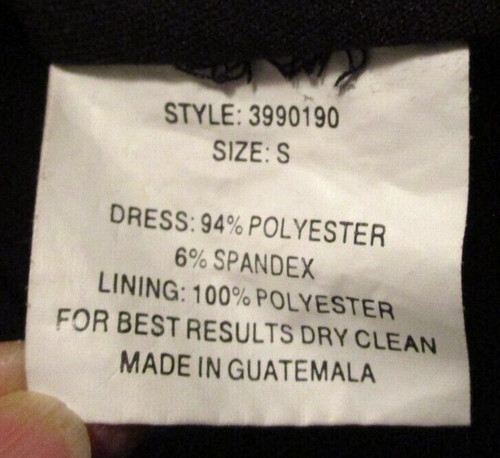 STYLE: 3990190
SIZE: S
DRESS: 94% POLYESTER
6% SPANDEX
LINING: 100% POLYESTER
FOR BEST RESULTS DRY CLEAN
MADE IN GUATEMALA